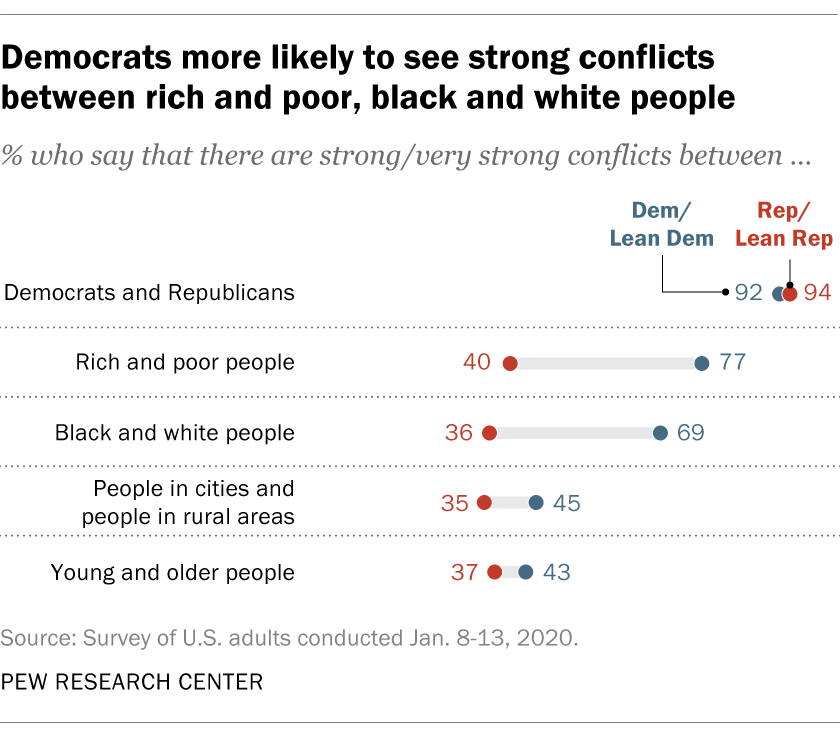 Democrats more likely to see strong conflicts
between rich and poor, black and white people
% who say that there are strong/very strong conflicts between ...
Dem/
Lean Dem
Rep/
Lean Rep
Democrats and Republicans 92 94
Rich and poor people 40 77
Black and white people 36 69
People in cities and
people in rural areas 35 45
Young and older people 37 43
Source: Survey of U.S. adults conducted Jan. 8-13, 2020.
PEW RESEARCH CENTER